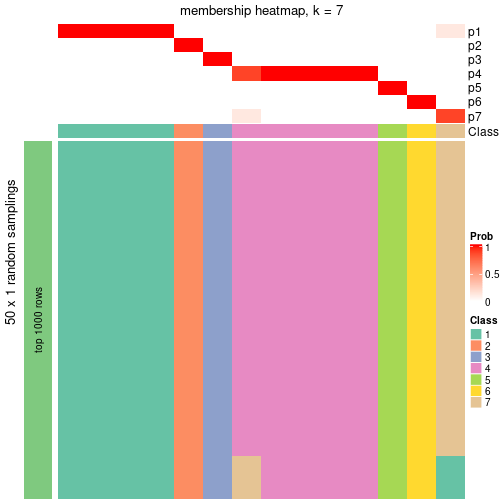 membership heatmap, k = 7
p1
p2
p3
p4
p5
p6
p7
Class
50 x 1 random samplings
top 1000 rows
Prob
1
0.5
0
Class
1
2
3
4
5
6
7